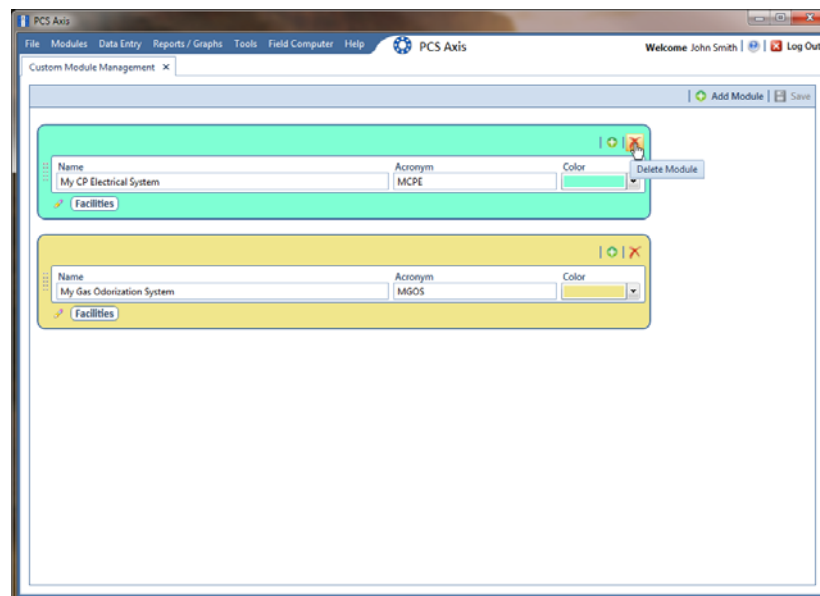 PCS Axis
File Modules Data Entry Reports / Graphs Tools Field Computer Help PCS Axis Welcome John Smith | | Log Out
Custom Module Management ×
| Add Module | Save
Name Acronym Color Delete Module
My CP Electrical System MCPE
Facilities
Name Acronym Color
My Gas Odorization System MGOS
Facilities